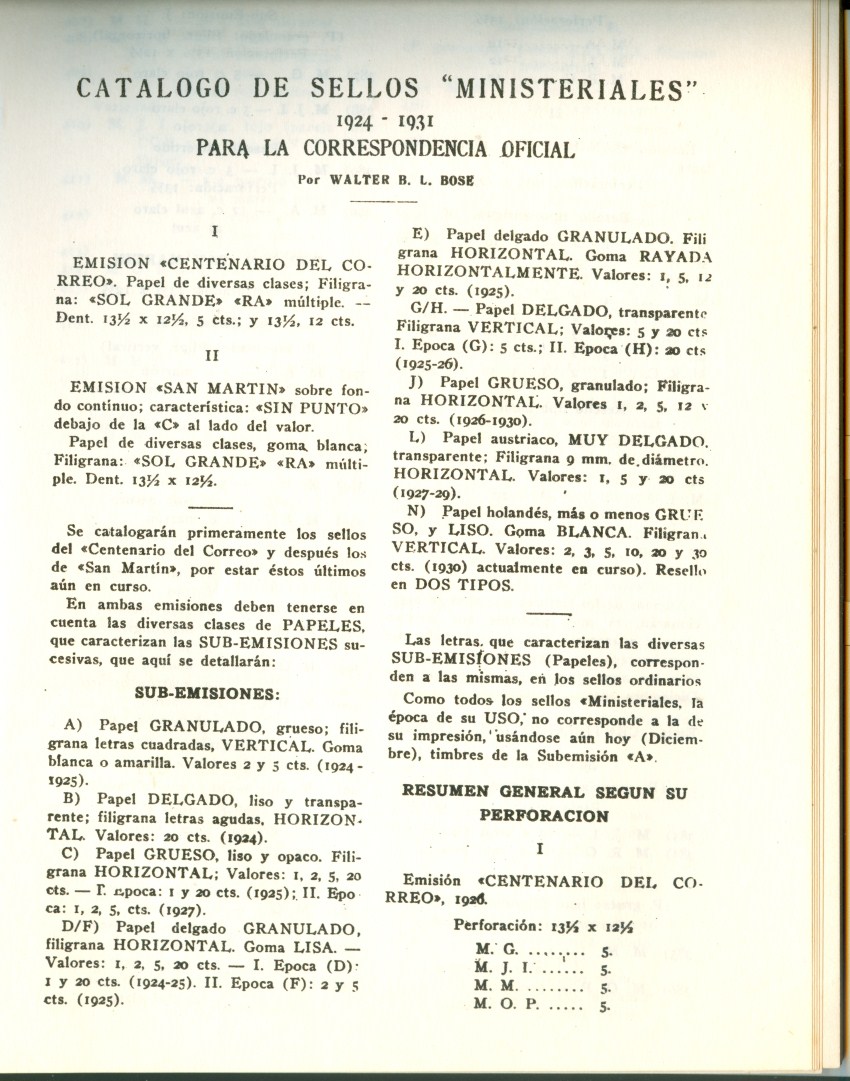 CATALOGO DE SELLOS "MINISTERIALES"
1924 - 1931
PARA LA CORRESPONDENCIA OFICIAL
Por WALTER B. L. BOSE
I
EMISION «CENTENARIO DEL CO-
RREO». Papel de diversas clases; Filigra-
na: «SOL GRANDE» «RA» múltiple. —
Dent. 13½ x 12½, 5 cts.; y 13½, 12 cts.
II
EMISION «SAN MARTIN» sobre fon-
do contínuo; característica: «SIN PUNTO»
debajo de la «C» al lado del valor.
Papel de diversas clases, goma blanca;
Filigrana: «SOL GRANDE» «RA» múlti-
ple. Dent. 13½ x 12½.
Se catalogarán primeramente los sellos
del «Centenario del Correo» y después los
de «San Martín», por estar éstos últimos
aún en curso.
En ambas emisiones deben tenerse en
cuenta las diversas clases de PAPELES,
que caracterizan las SUB-EMISIONES su-
cesivas, que aquí se detallarán:
SUB-EMISIONES:
A) Papel GRANULADO, grueso; fili-
grana letras cuadradas, VERTICAL. Goma
blanca o amarilla. Valores 2 y 5 cts. (1924-
1925).
B) Papel DELGADO, liso y transpa-
rente; filigrana letras agudas, HORIZON-
TAL. Valores: 20 cts. (1924).
C) Papel GRUESO, liso y opaco. Fili-
grana HORIZONTAL; Valores: 1, 2, 5, 20
cts. — I. Epoca: 1 y 20 cts. (1925); II. Epo
ca: 1, 2, 5, cts. (1927).
D/F) Papel delgado GRANULADO,
filigrana HORIZONTAL. Goma LISA. —
Valores: 1, 2, 5, 20 cts. — I. Epoca (D):
1 y 20 cts. (1924-25). II. Epoca (F): 2 y 5
cts. (1925).
E) Papel delgado GRANULADO. Fili
grana HORIZONTAL. Goma RAYADA
HORIZONTALMENTE. Valores: 1, 5, 12
y 20 cts. (1925).
G/H. — Papel DELGADO, transparente
Filigrana VERTICAL; Valores: 5 y 20 cts
I. Epoca (G): 5 cts.; II. Epoca (H): 20 cts
(1925-26).
J) Papel GRUESO, granulado; Filigra-
na HORIZONTAL. Valores 1, 2, 5, 12 y
20 cts. (1926-1930).
L) Papel austriaco, MUY DELGADO,
transparente; Filigrana 9 mm. de diámetro.
HORIZONTAL. Valores: 1, 5 y 20 cts
(1927-29).
N) Papel holandés, más o menos GRUE
SO, y LISO. Goma BLANCA. Filigrana
VERTICAL. Valores: 2, 3, 5, 10, 20 y 30
cts. (1930) actualmente en curso). Resello
en DOS TIPOS.
Las letras que caracterizan las diversas
SUB-EMISIONES (Papeles), correspon-
den a las mismas, en los sellos ordinarios
Como todos los sellos «Ministeriales, la
época de su USO, no corresponde a la de
su impresión, usándose aún hoy (Diciem-
bre), timbres de la Subemisión «A».
RESUMEN GENERAL SEGUN SU
PERFORACION
I
Emisión «CENTENARIO DEL CO-
RREO», 1926.
Perforación: 13½ x 12½
M. G. ........ 5.
M. J. I. ...... 5.
M. M. ........ 5.
M. O. P. ..... 5.